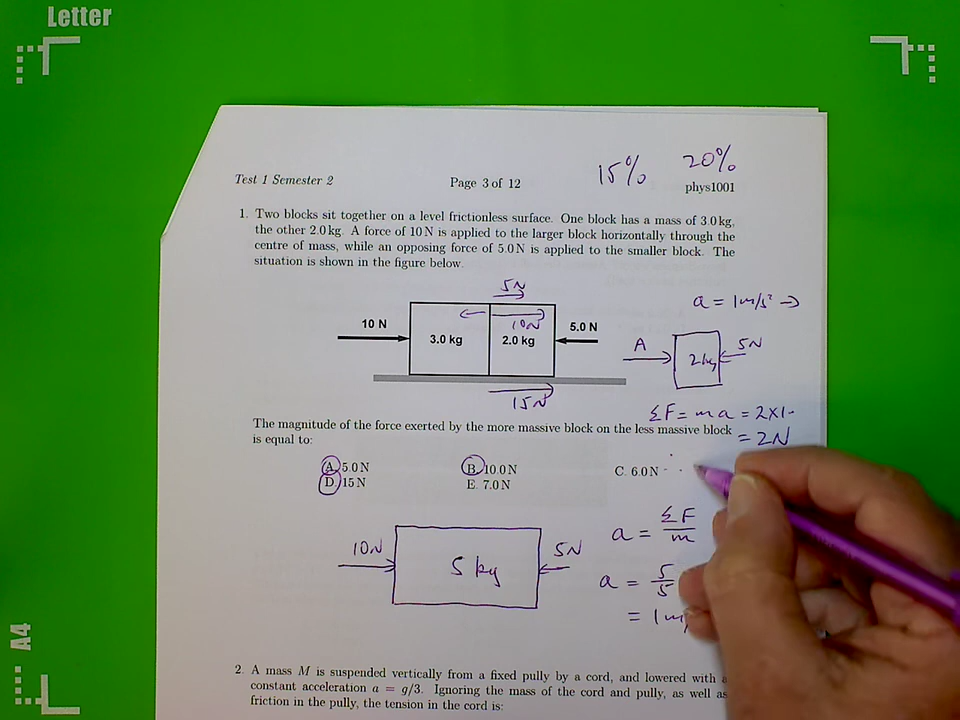 Letter
15% 20%
Test 1 Semester 2 Page 3 of 12 phys1001
1. Two blocks sit together on a level frictionless surface. One block has a mass of 3.0 kg,
the other 2.0 kg. A force of 10 N is applied to the larger block horizontally through the
centre of mass, while an opposing force of 5.0 N is applied to the smaller block. The
situation is shown in the figure below.
5N
a = 1m/s² →
10 N 3.0 kg 10N 2.0 kg 5.0 N
A 2kg 5N
15N
ΣF = ma = 2×1
= 2N
The magnitude of the force exerted by the more massive block on the less massive block
is equal to:
A. 5.0 N B. 10.0 N C. 6.0 N
D. 15 N E. 7.0 N
10N 5 kg 5N
a = ΣF/m
a = 5/5
= 1m/
2. A mass M is suspended vertically from a fixed pulley by a cord, and lowered with a
constant acceleration a = g/3. Ignoring the mass of the cord and pulley, as well as
friction in the pulley, the tension in the cord is:
A4